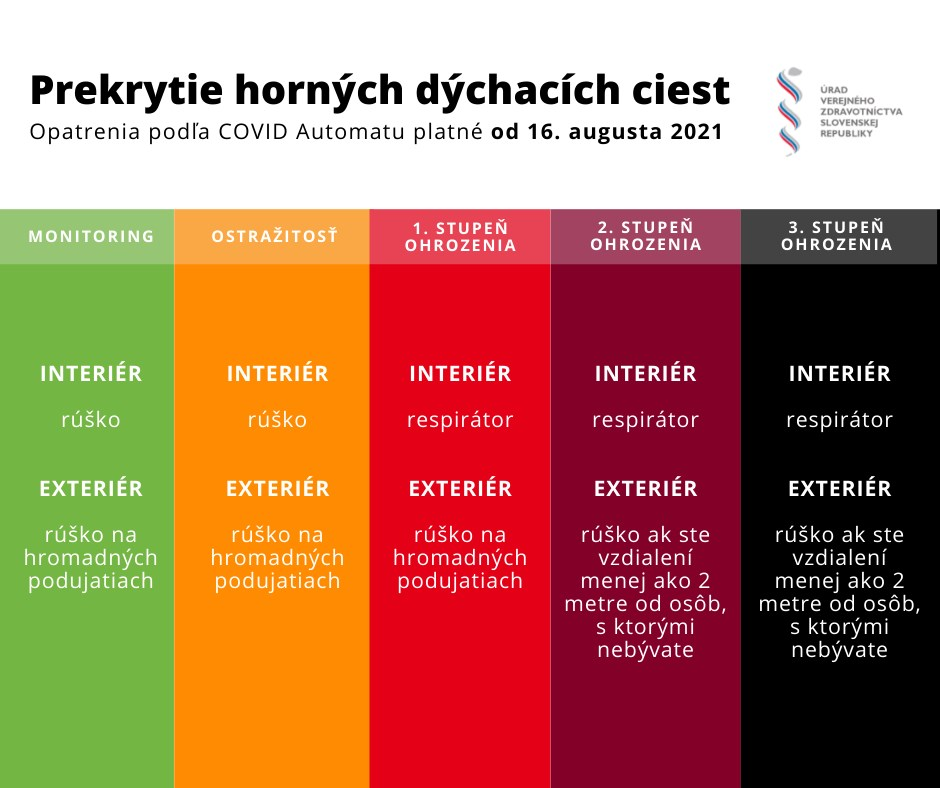 Prekrytie horných dýchacích ciest
Opatrenia podľa COVID Automatu platné od 16. augusta 2021
ÚRAD
VEREJNÉHO
ZDRAVOTNÍCTVA
SLOVENSKEJ
REPUBLIKY
MONITORING
INTERIÉR
rúško
EXTERIÉR
rúško na
hromadných
podujatiach
OSTRAŽITOSŤ
INTERIÉR
rúško
EXTERIÉR
rúško na
hromadných
podujatiach
1. STUPEŇ
OHROZENIA
INTERIÉR
respirátor
EXTERIÉR
rúško na
hromadných
podujatiach
2. STUPEŇ
OHROZENIA
INTERIÉR
respirátor
EXTERIÉR
rúško ak ste
vzdialení
menej ako 2
metre od osôb,
s ktorými
nebývate
3. STUPEŇ
OHROZENIA
INTERIÉR
respirátor
EXTERIÉR
rúško ak ste
vzdialení
menej ako 2
metre od osôb,
s ktorými
nebývate